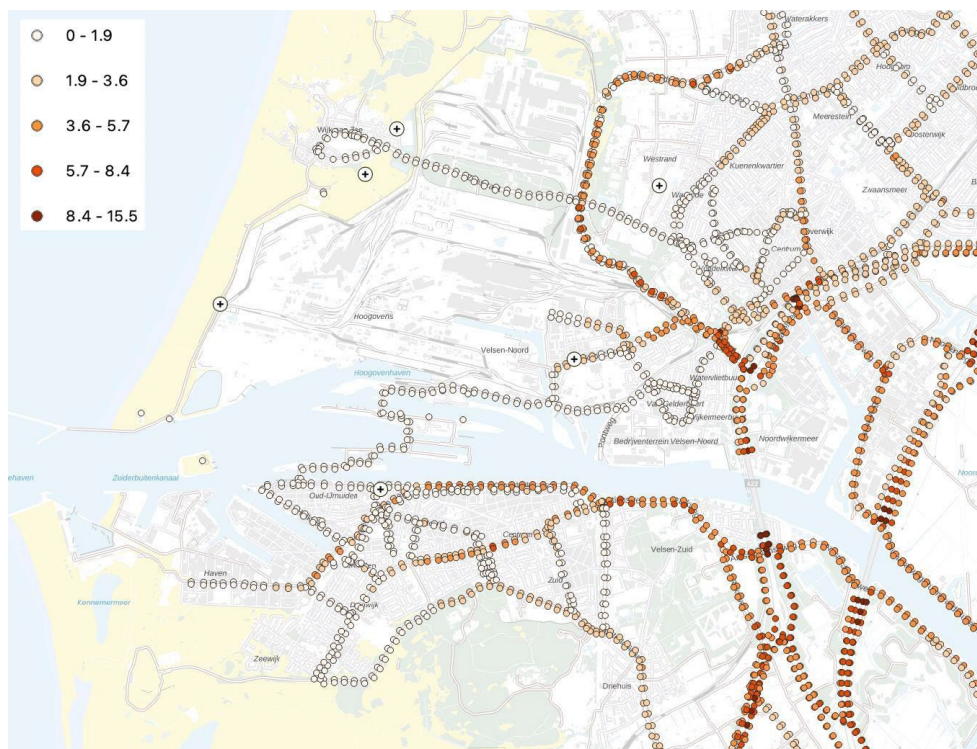 0 - 1.9
1.9 - 3.6
3.6 - 5.7
5.7 - 8.4
8.4 - 15.5
Waterakkers
Meerestein
Oosterwijk
Westrand
Kuenenkwartier
Zwaansmeer
Centrum
Hoogovens
Velsen-Noord
Hoogovenhaven
Watervlietbuu
Pontweg
Bedrijventerrein Velsen-Noord
Noordwijkermeer
Zuiderbuitenkanaal
A22
Oud-IJmuiden
Velsen-Zuid
Haven
Zuid
Kennemermeer
Zeewijk
Driehuis